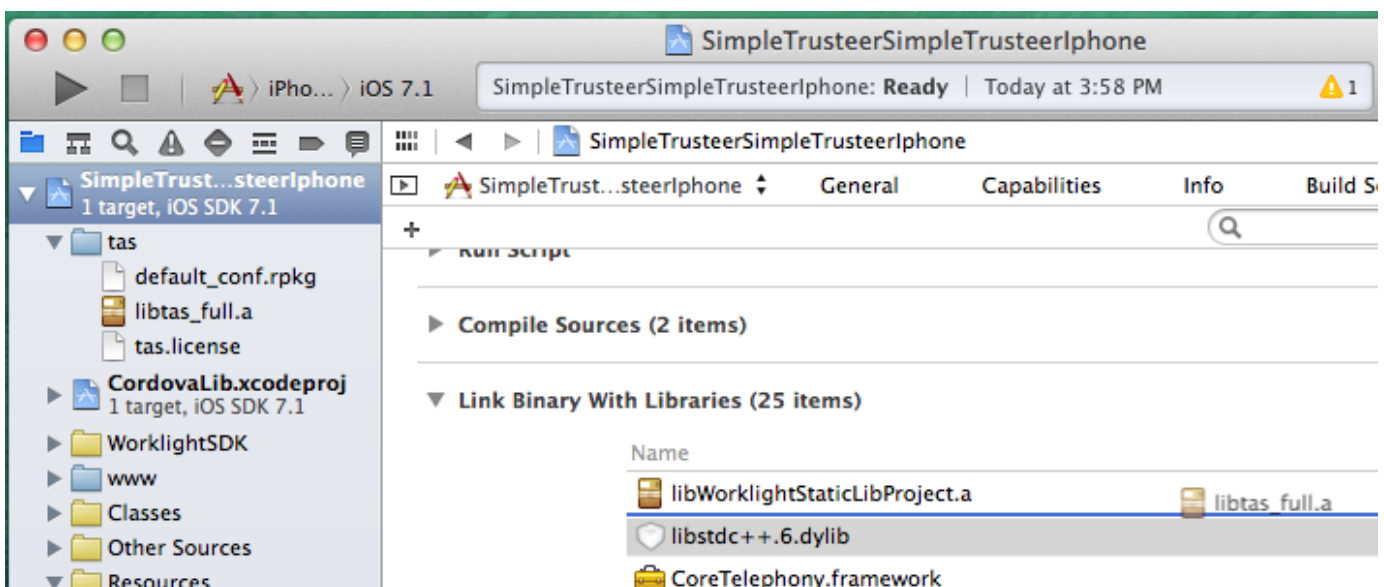 SimpleTrusteerSimpleTrusteerIphone
iPho... iOS 7.1
SimpleTrusteerSimpleTrusteerIphone: Ready | Today at 3:58 PM
1
SimpleTrusteerSimpleTrusteerIphone
SimpleTrust...steerIphone
1 target, iOS SDK 7.1
tas
default_conf.rpkg
libtas_full.a
tas.license
CordovaLib.xcodeproj
1 target, iOS SDK 7.1
WorklightSDK
www
Classes
Other Sources
Resources
SimpleTrust...steerIphone General Capabilities Info Build S
+
Run Script
Compile Sources (2 items)
Link Binary With Libraries (25 items)
Name
libWorklightStaticLibProject.a
libtas_full.a
libstdc++.6.dylib
CoreTelephony.framework